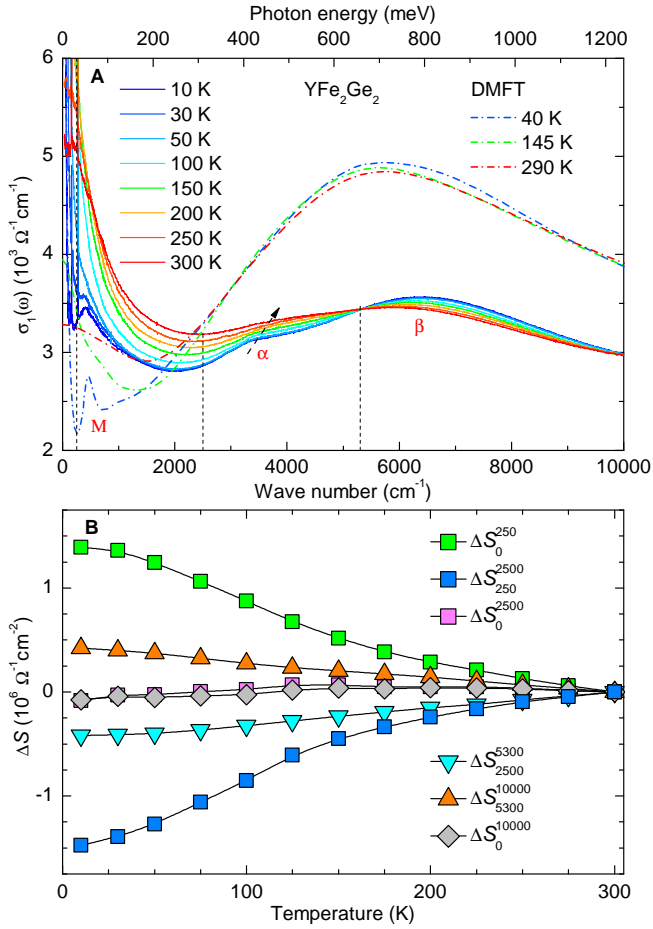 Photon energy (meV)
0 200 400 600 800 1000 1200
A
YFe₂Ge₂
DMFT
10 K
30 K
50 K
100 K
150 K
200 K
250 K
300 K
40 K
145 K
290 K
σ₁(ω) (10³ Ω⁻¹cm⁻¹)
6
5
4
3
2
α
β
M
0 2000 4000 6000 8000 10000
Wave number (cm⁻¹)
B
ΔS₀²⁵⁰
ΔS₂₅₀²⁵⁰⁰
ΔS₀²⁵⁰⁰
ΔS₂₅₀₀⁵³⁰⁰
ΔS₅₃₀₀¹⁰⁰⁰⁰
ΔS₀¹⁰⁰⁰⁰
ΔS (10⁶ Ω⁻¹cm⁻²)
1
0
-1
0 50 100 150 200 250 300
Temperature (K)